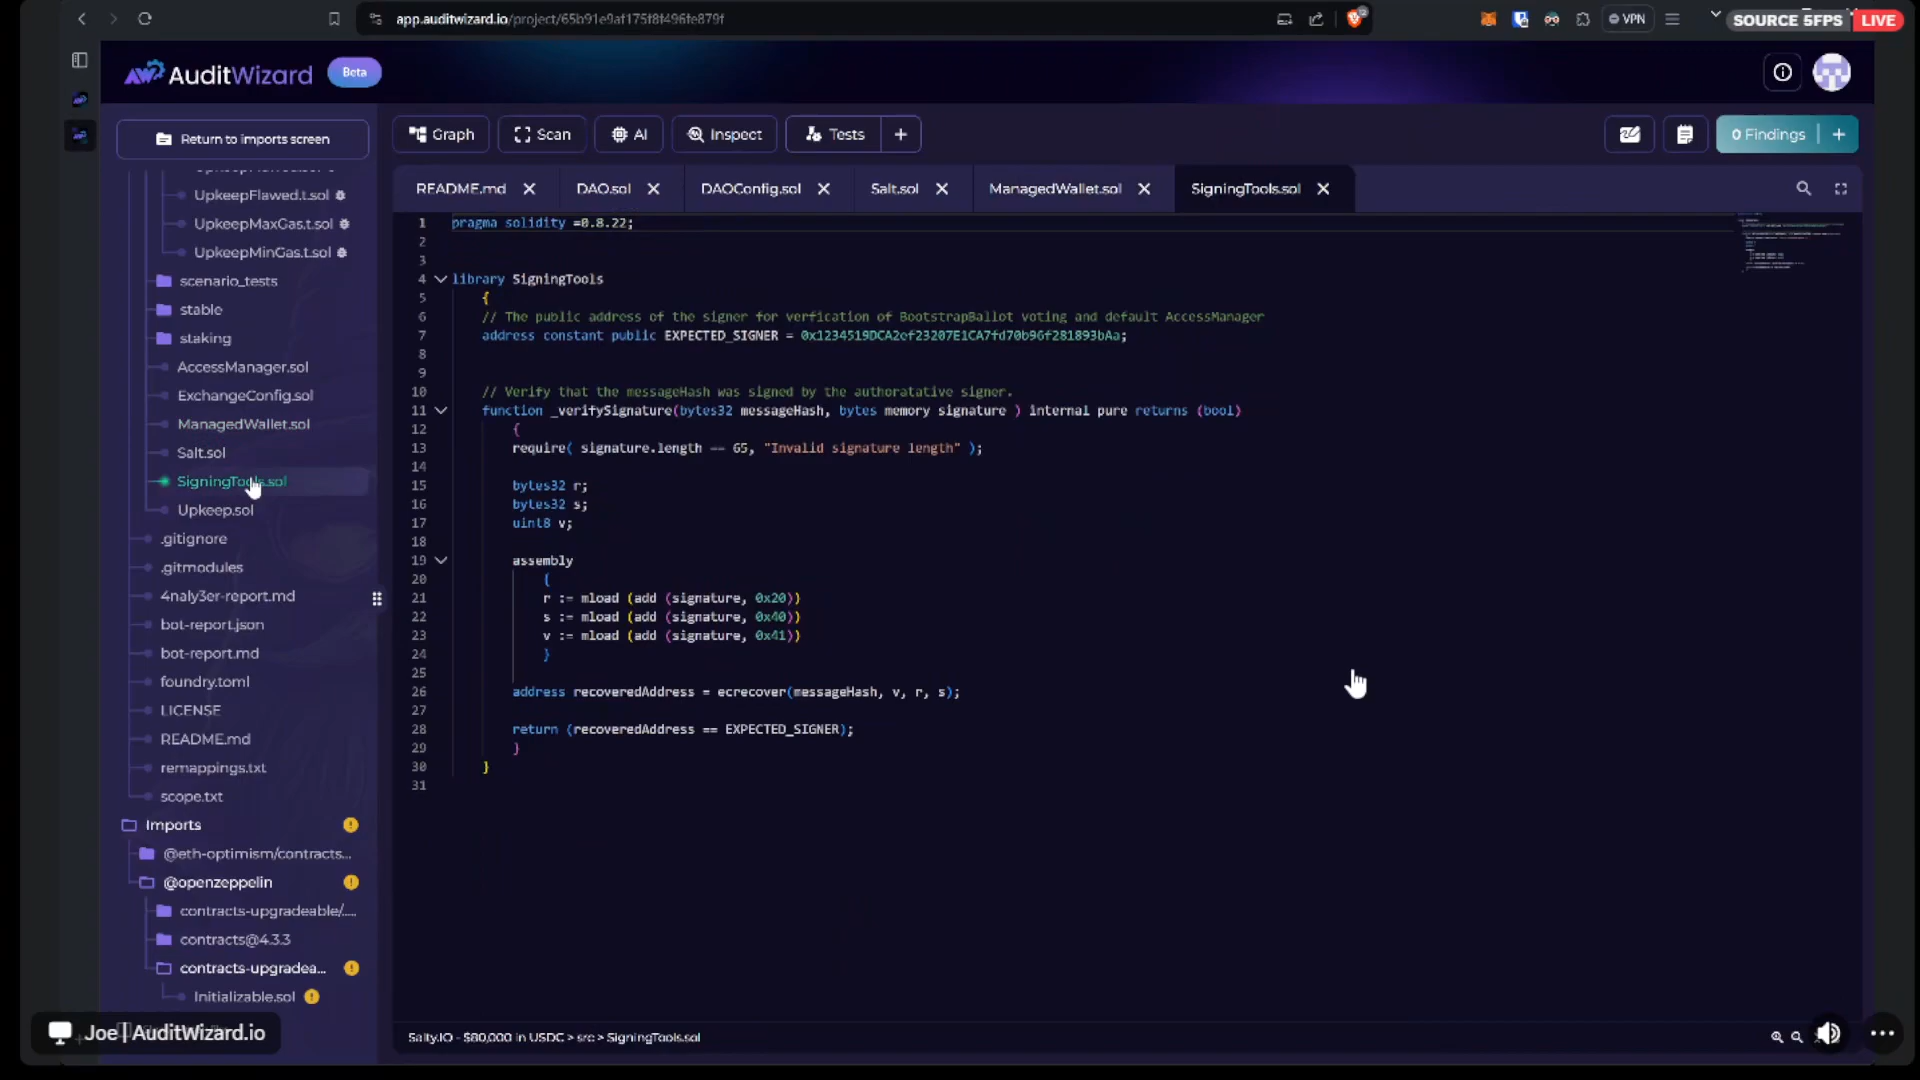 app.auditwizard.io/project/65b91e9af175f8f496fe879f
VPN
SOURCE 5FPS
LIVE
AuditWizard
Beta
Return to imports screen
Graph
Scan
AI
Inspect
Tests
+
0 Findings
+
README.md
DAO.sol
DAOConfig.sol
Salt.sol
ManagedWallet.sol
SigningTools.sol
UpkeepFlawed.t.sol
UpkeepMaxGas.t.sol
UpkeepMinGas.t.sol
scenario_tests
stable
staking
AccessManager.sol
ExchangeConfig.sol
ManagedWallet.sol
Salt.sol
SigningTools.sol
Upkeep.sol
.gitignore
.gitmodules
4naly3er-report.md
bot-report.json
bot-report.md
foundry.toml
LICENSE
README.md
remappings.txt
scope.txt
Imports
@eth-optimism/contracts...
@openzeppelin
contracts-upgradeable/....
contracts@4.3.3
contracts-upgradea...
Initializable.sol
1 pragma solidity =0.8.22;
2
3
4 library SigningTools
5 {
6 // The public address of the signer for verfication of BootstrapBallot voting and default AccessManager
7 address constant public EXPECTED_SIGNER = 0x1234519DCA2ef23207E1CA7fd70b96f281893bAa;
8
9
10 // Verify that the messageHash was signed by the authoratative signer.
11 function _verifySignature(bytes32 messageHash, bytes memory signature ) internal pure returns (bool)
12 {
13 require( signature.length == 65, "Invalid signature length" );
14
15 bytes32 r;
16 bytes32 s;
17 uint8 v;
18
19 assembly
20 {
21 r := mload (add (signature, 0x20))
22 s := mload (add (signature, 0x40))
23 v := mload (add (signature, 0x41))
24 }
25
26 address recoveredAddress = ecrecover(messageHash, v, r, s);
27
28 return (recoveredAddress == EXPECTED_SIGNER);
29 }
30 }
31
Salty.IO - $80,000 in USDC > src > SigningTools.sol
Joe | AuditWizard.io